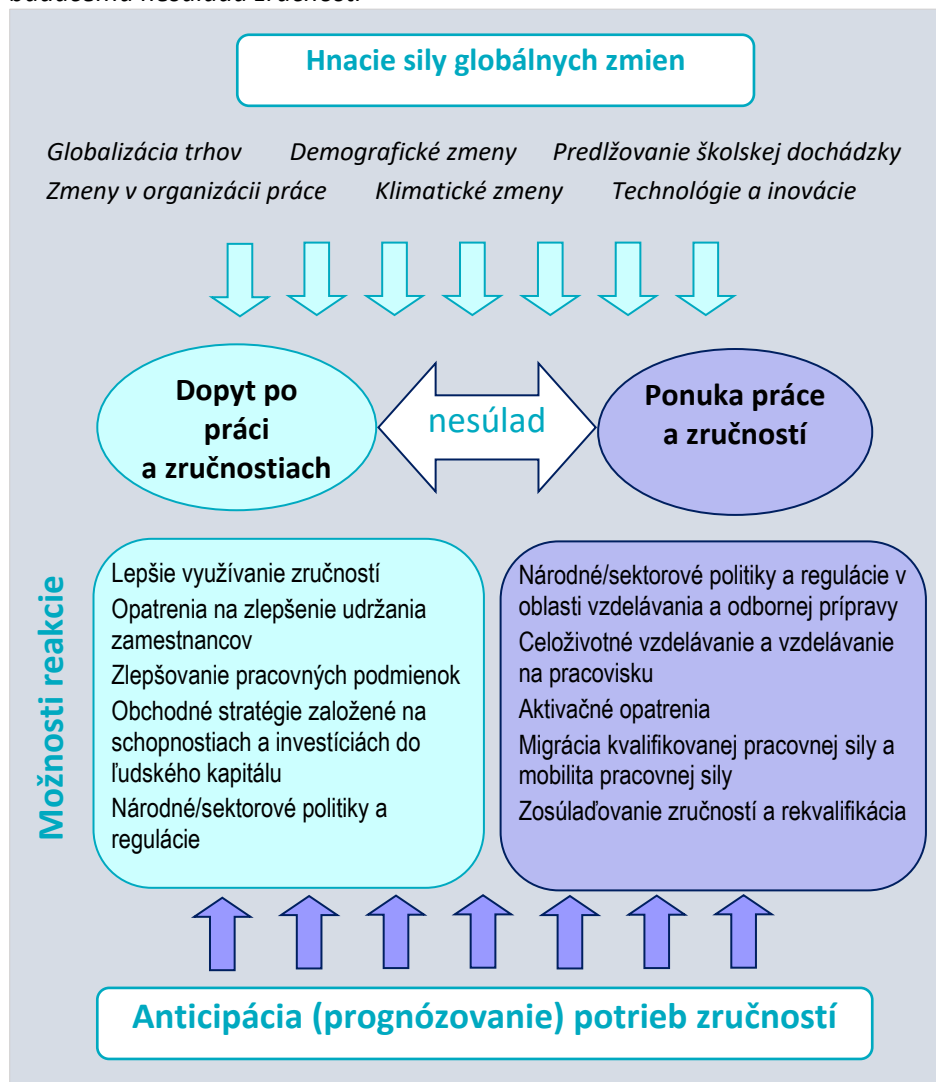 budúcemu nesúladu zručností
Hnacie sily globálnych zmien
Globalizácia trhov Demografické zmeny Predlžovanie školskej dochádzky
Zmeny v organizácii práce Klimatické zmeny Technológie a inovácie
Dopyt po
práci
a zručnostiach
nesúlad
Ponuka práce
a zručností
Možnosti reakcie
Lepšie využívanie zručností
Opatrenia na zlepšenie udržania
zamestnancov
Zlepšovanie pracovných podmienok
Obchodné stratégie založené na
schopnostiach a investíciách do
ľudského kapitálu
Národné/sektorové politiky a
regulácie
Národné/sektorové politiky a regulácie v
oblasti vzdelávania a odbornej prípravy
Celoživotné vzdelávanie a vzdelávanie
na pracovisku
Aktivačné opatrenia
Migrácia kvalifikovanej pracovnej sily a
mobilita pracovnej sily
Zosúlaďovanie zručností a rekvalifikácia
Anticipácia (prognózovanie) potrieb zručností